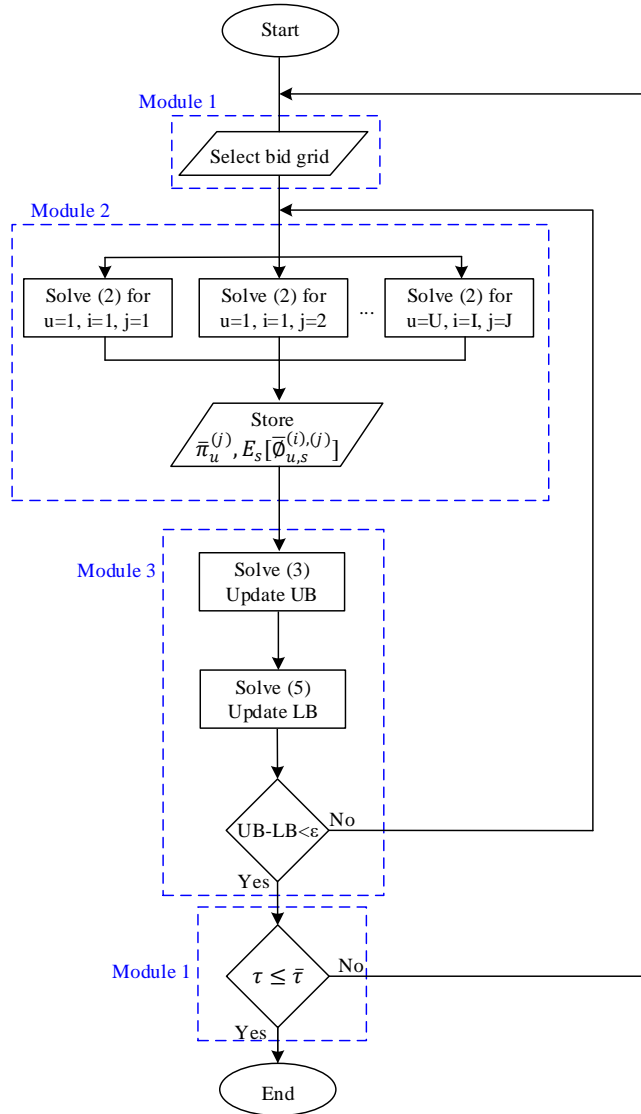 Start
Module 1
Select bid grid
Module 2
Solve (2) for
u=1, i=1, j=1
Solve (2) for
u=1, i=1, j=2
...
Solve (2) for
u=U, i=I, j=J
Store
π̄_u^(j), E_s[∅̄_{u,s}^{(i),(j)}]
Module 3
Solve (3)
Update UB
Solve (5)
Update LB
UB-LB<ε
No
Yes
Module 1
τ ≤ τ̄
No
Yes
End